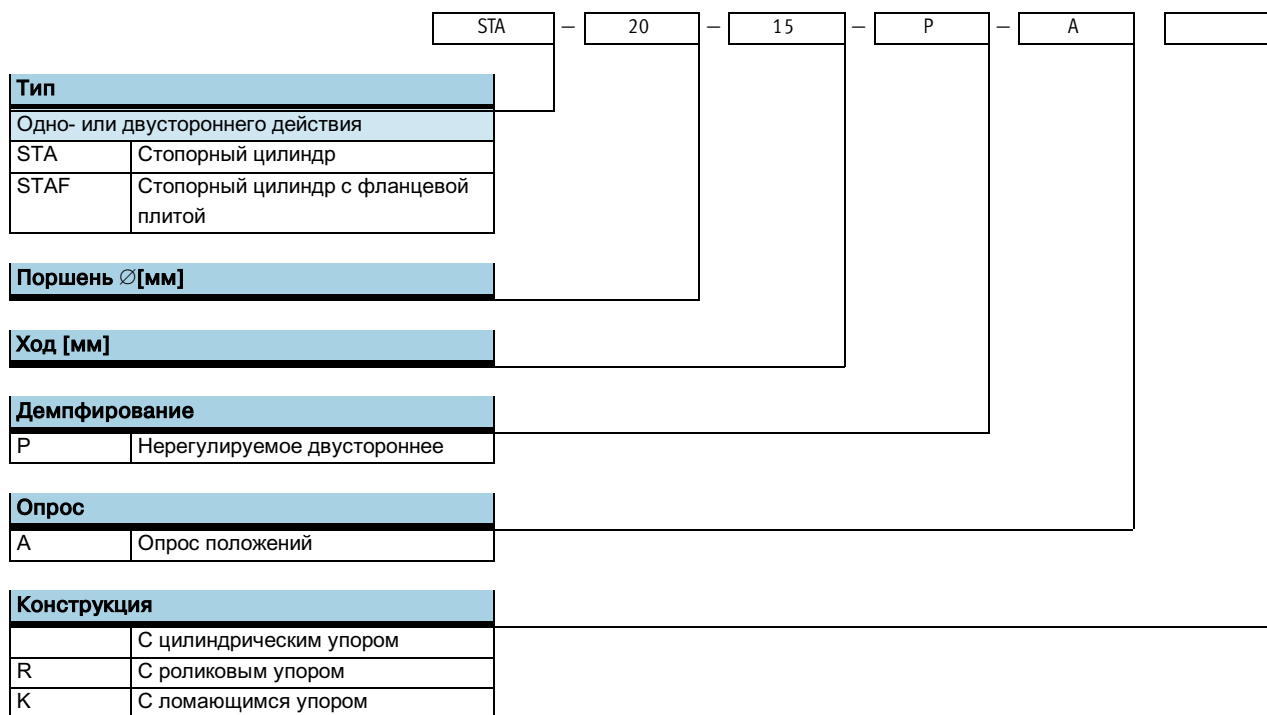 STA – 20 – 15 – P – A
Тип
Одно- или двустороннего действия
STA Стопорный цилиндр
STAF Стопорный цилиндр с фланцевой
плитой
Поршень ∅[мм]
Ход [мм]
Демпфирование
P Нерегулируемое двустороннее
Опрос
A Опрос положений
Конструкция
С цилиндрическим упором
R С роликовым упором
K С ломающимся упором